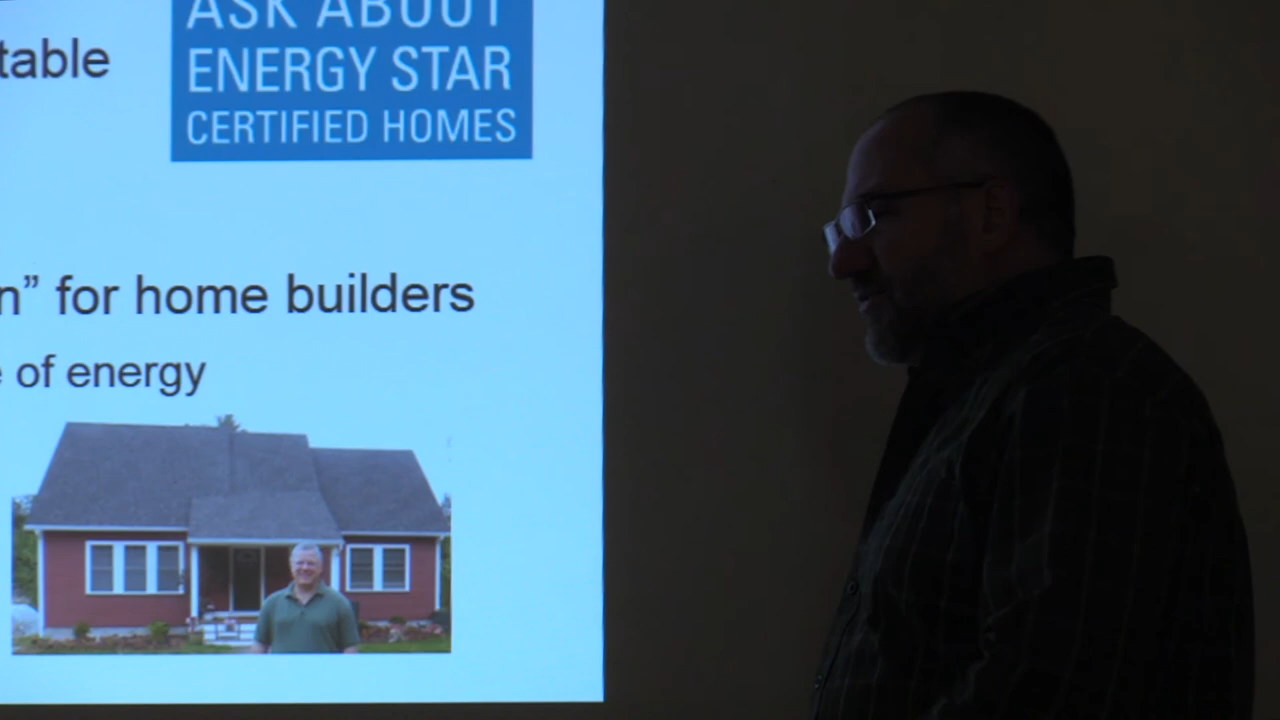 table
ASK ABOUT
ENERGY STAR
CERTIFIED HOMES
n” for home builders
of energy